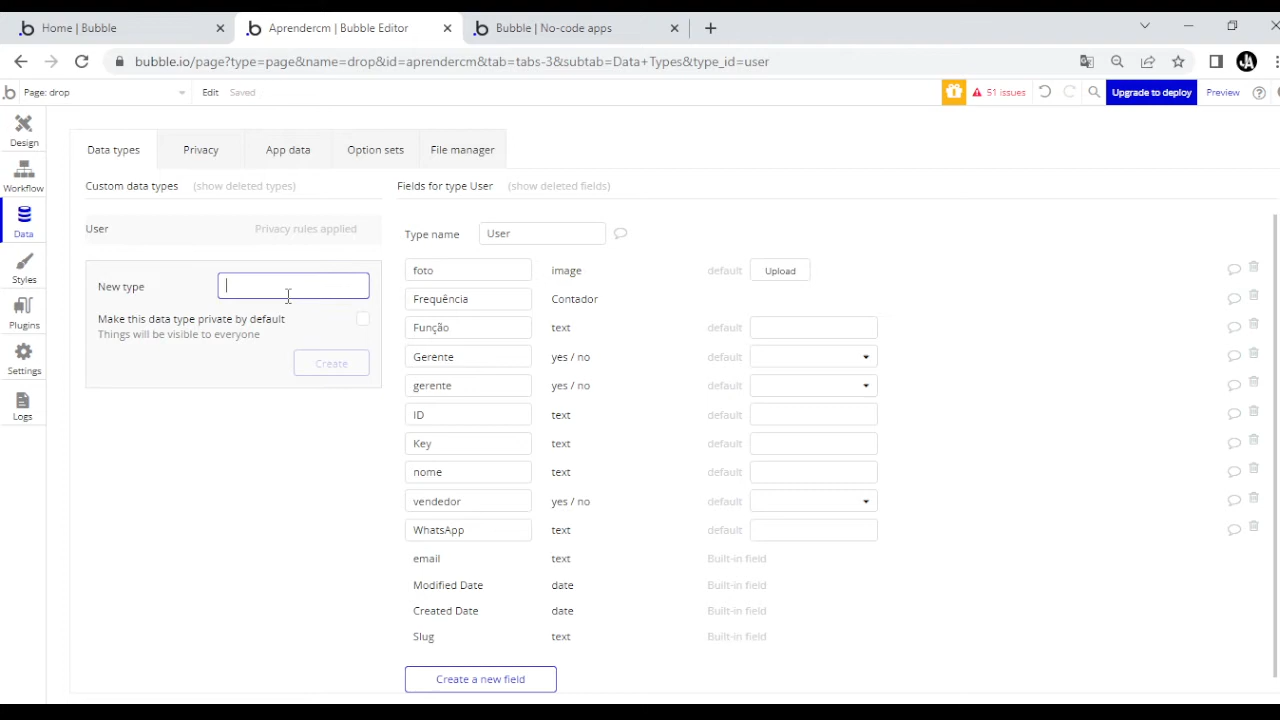 Home | Bubble
Aprendercm | Bubble Editor
Bubble | No-code apps
bubble.io/page?type=page&name=drop&id=aprendercm&tab=tabs-3&subtab=Data+Types&type_id=user
JA
Page: drop
Edit
Saved
51 issues
Upgrade to deploy
Preview
Design
Workflow
Data
Styles
Plugins
Settings
Logs
Data types
Privacy
App data
Option sets
File manager
Custom data types (show deleted types)
User Privacy rules applied
New type
Make this data type private by default
Things will be visible to everyone
Create
Fields for type User (show deleted fields)
Type name User
foto image default Upload
Frequência Contador
Função text default
Gerente yes / no default
gerente yes / no default
ID text default
Key text default
nome text default
vendedor yes / no default
WhatsApp text default
email text Built-in field
Modified Date date Built-in field
Created Date date Built-in field
Slug text Built-in field
Create a new field